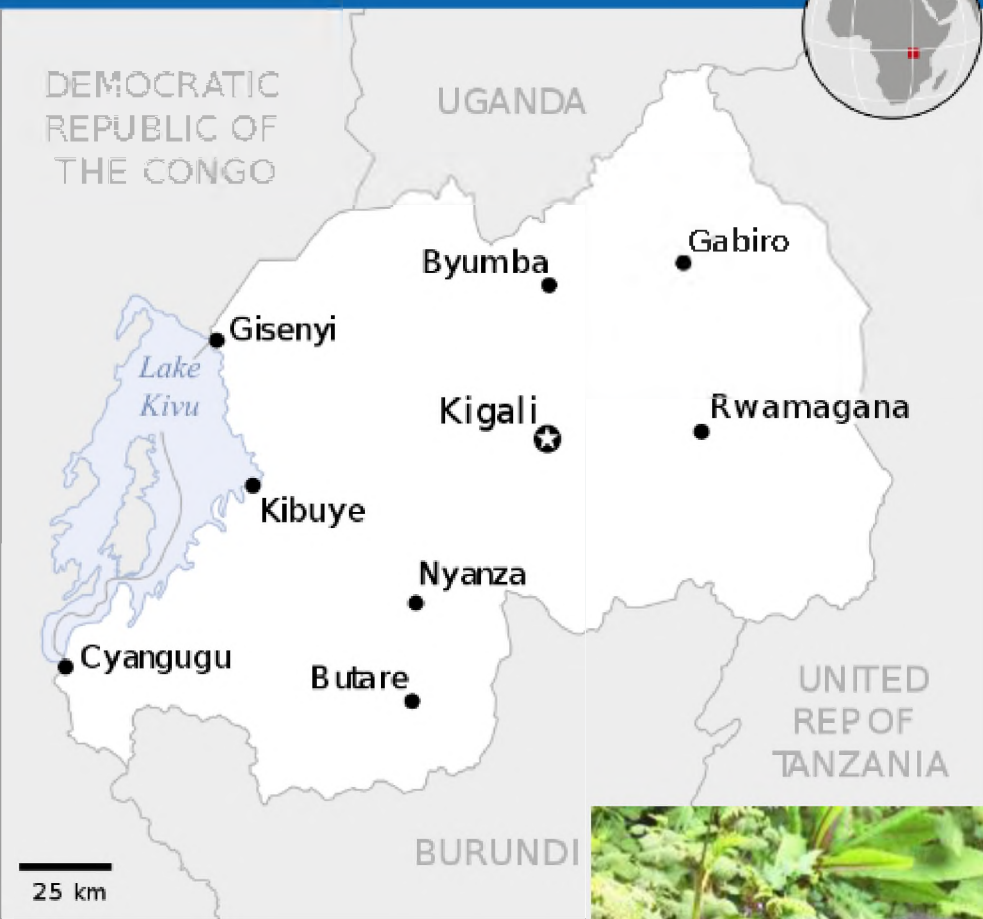 DEMOCRATIC
REPUBLIC OF
THE CONGO
UGANDA
Gabiro
Byumba
Gisenyi
Lake
Kivu
Kigali
Rwamagana
Kibuye
Nyanza
Cyangugu
Butare
UNITED
REP OF
TANZANIA
BURUNDI
25 km